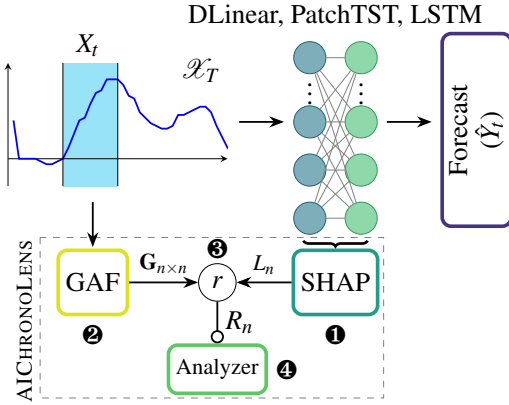 DLinear, PatchTST, LSTM
X_t
𝒳_T
Forecast
(Ŷ_t)
AICHRONOLENS
GAF
G_{n×n}
❸
r
L_n
SHAP
❷
R_n
❶
Analyzer
❹